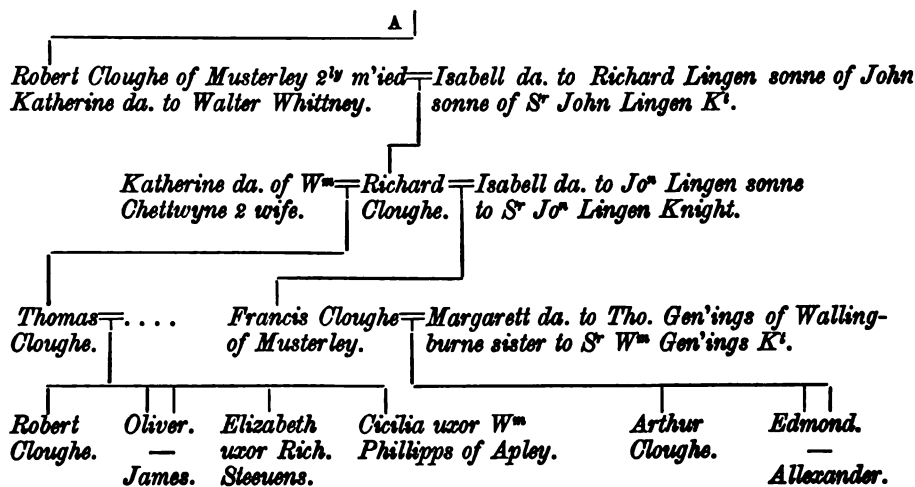 A
Robert Cloughe of Musterley 2ly m'ied Isabell da. to Richard Lingen sonne of John
Katherine da. to Walter Whittney. sonne of Sr John Lingen Kt.
Katherine da. of Wm Richard Isabell da. to Jon Lingen sonne
Chettwyne 2 wife. Cloughe. to Sr Jon Lingen Knight.
Thomas .... Francis Cloughe Margarett da. to Tho. Gen'ings of Walling-
Cloughe. of Musterley. burne sister to Sr Wm Gen'ings Kt.
Robert Oliver. Elizabeth Cicilia uxor Wm Arthur Edmond.
Cloughe. — uxor Rich. Phillipps of Apley. Cloughe. —
James. Steeuens. Allexander.